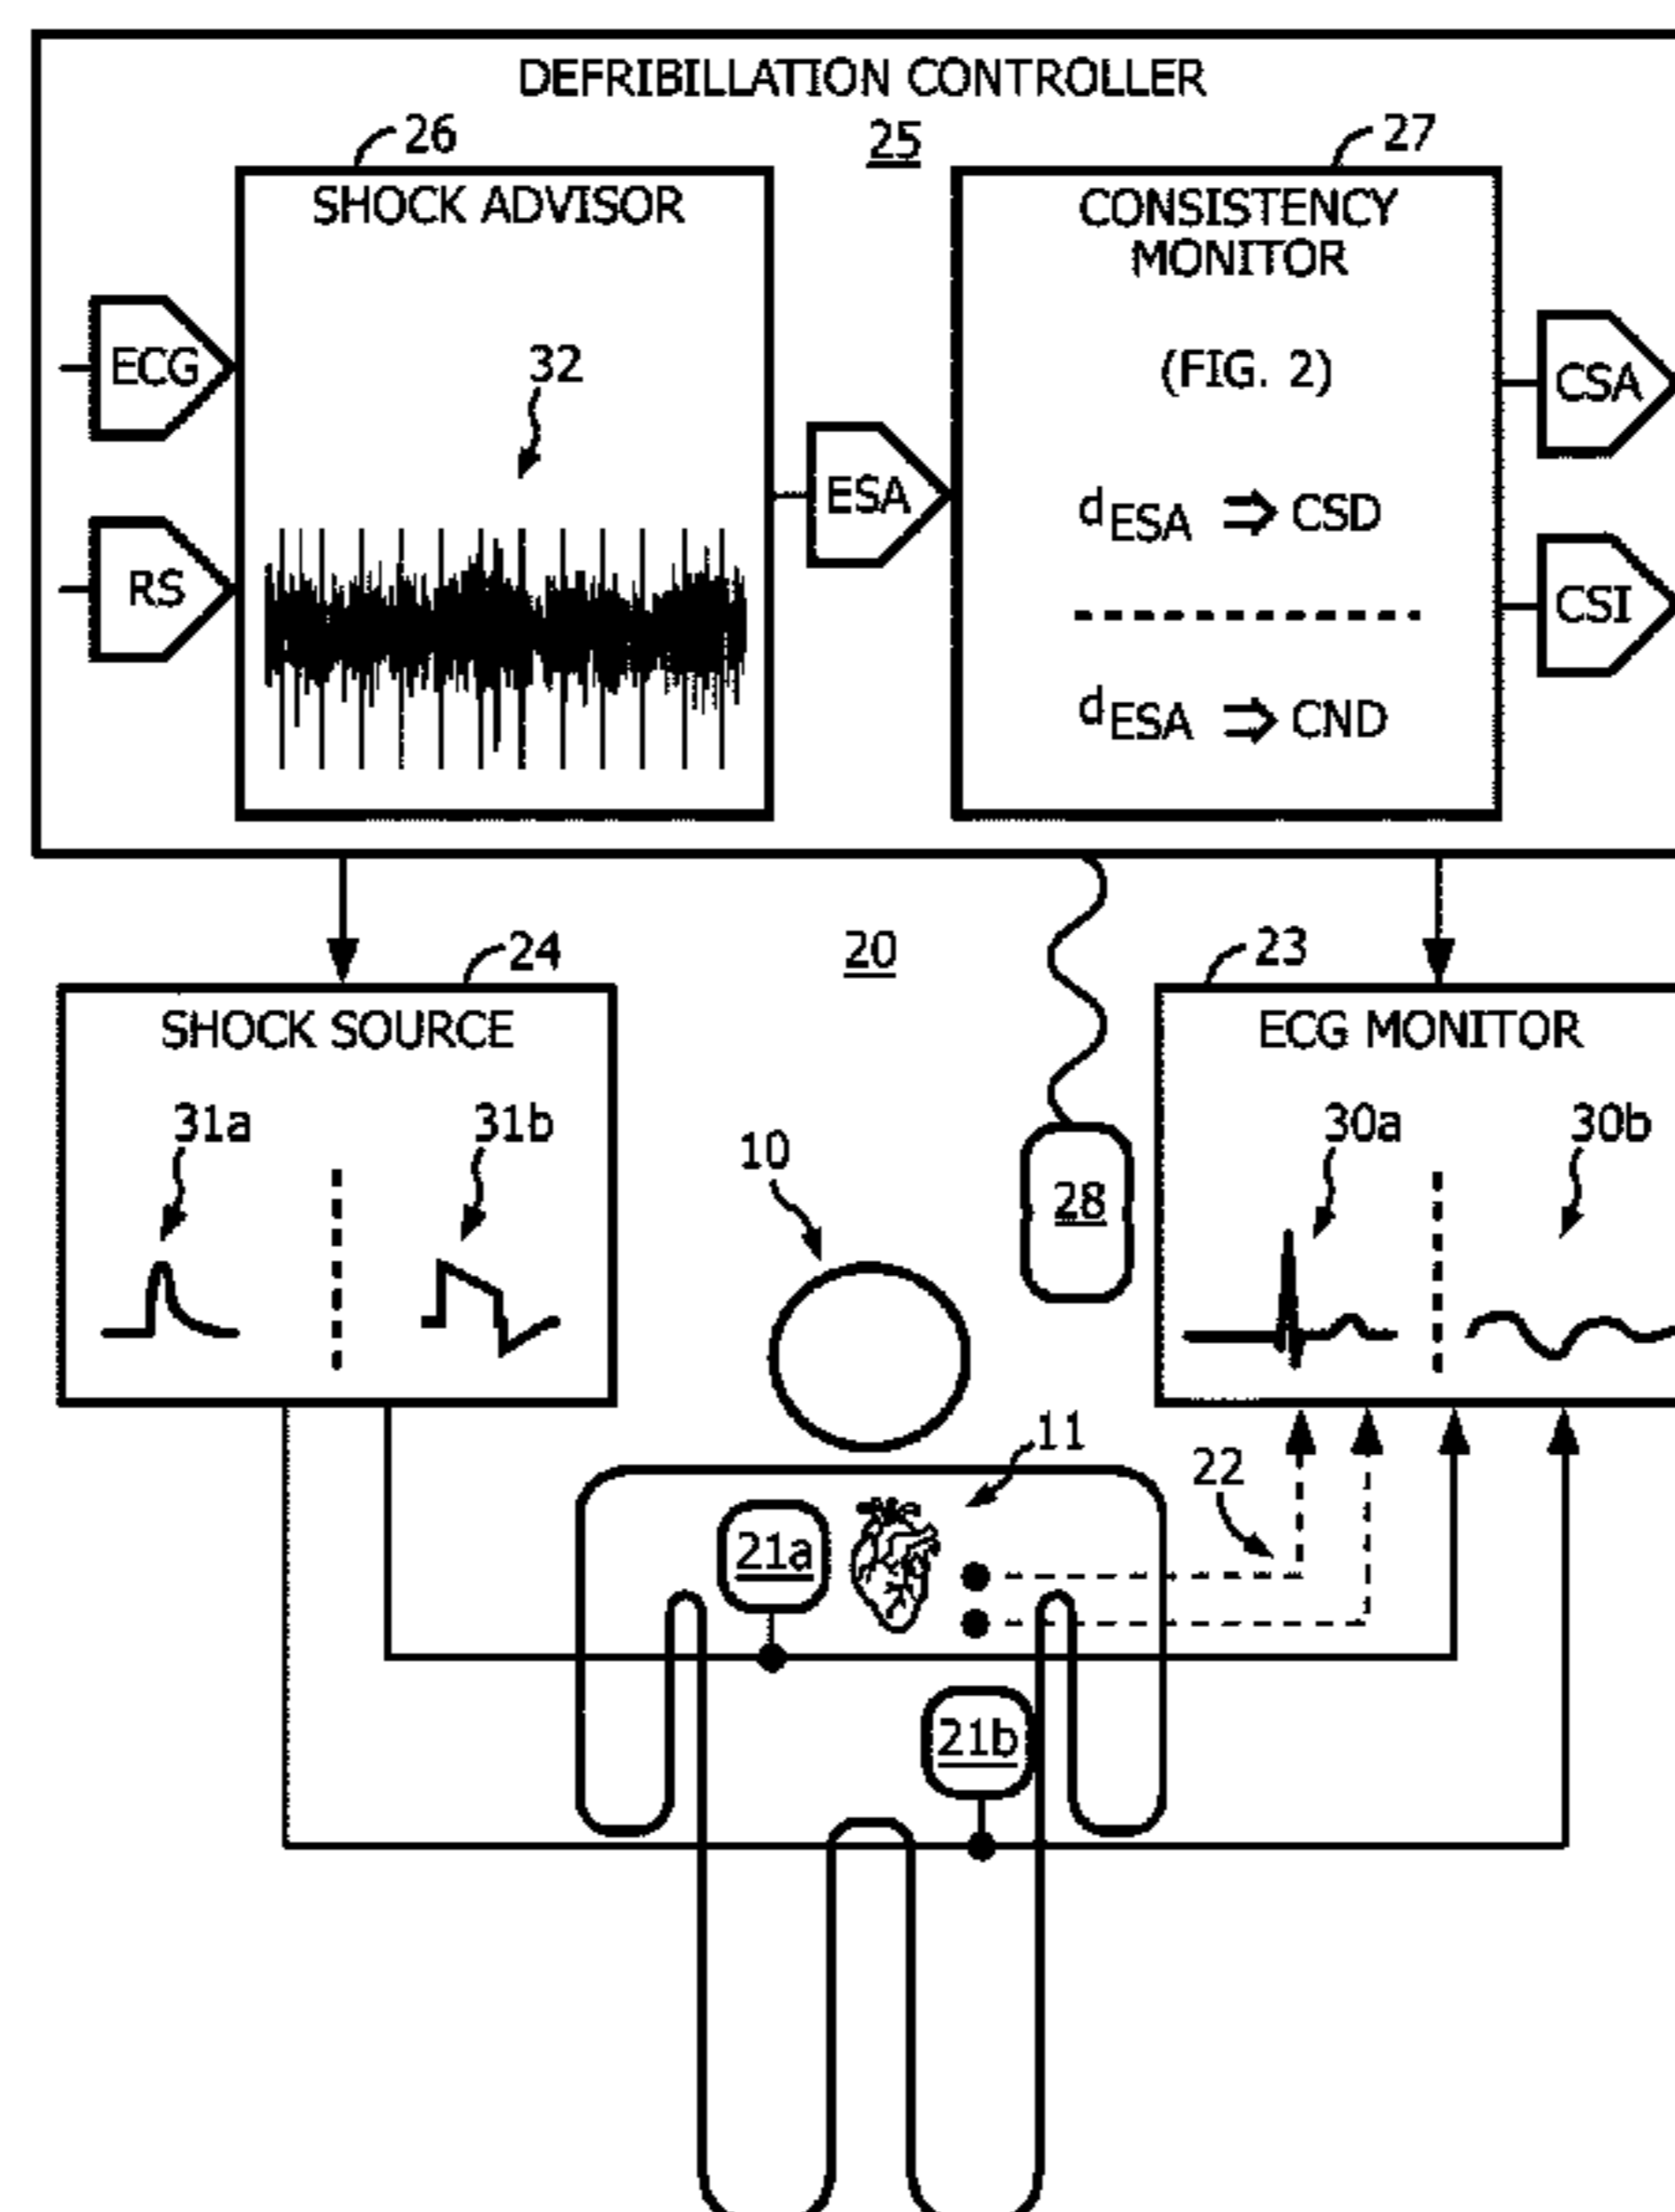 DEFRIBILLATION CONTROLLER
25
26
27
SHOCK ADVISOR
CONSISTENCY
MONITOR
(FIG. 2)
ECG
32
CSA
ESA
dESA ⇒ CSD
RS
CSI
dESA ⇒ CND
24
20
23
SHOCK SOURCE
ECG MONITOR
31a
31b
10
28
30a
30b
11
22
21a
21b